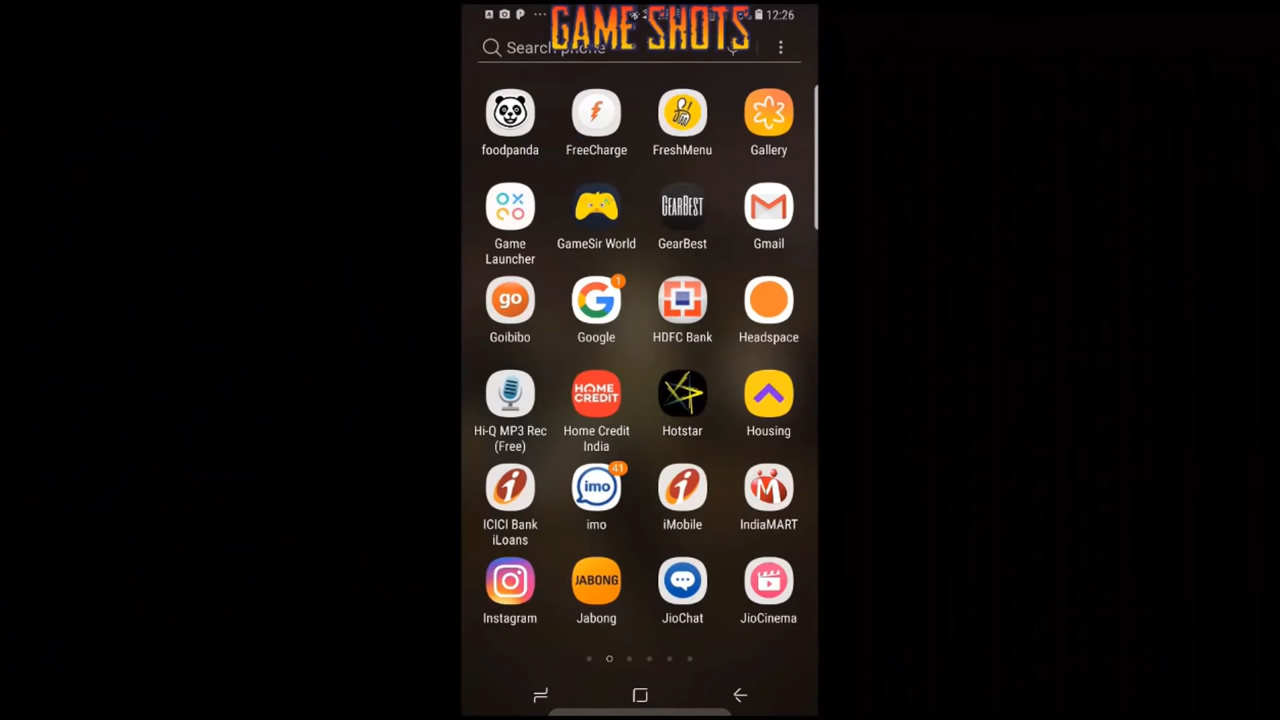 12:26
GAME SHOTS
Search phone
foodpanda
FreeCharge
FreshMenu
Gallery
GEARBEST
Game
Launcher
GameSir World
GearBest
Gmail
go
1
Goibibo
Google
HDFC Bank
Headspace
HOME
CREDIT
Hi-Q MP3 Rec
(Free)
Home Credit
India
Hotstar
Housing
imo
41
ICICI Bank
iLoans
imo
iMobile
IndiaMART
JABONG
Instagram
Jabong
JioChat
JioCinema